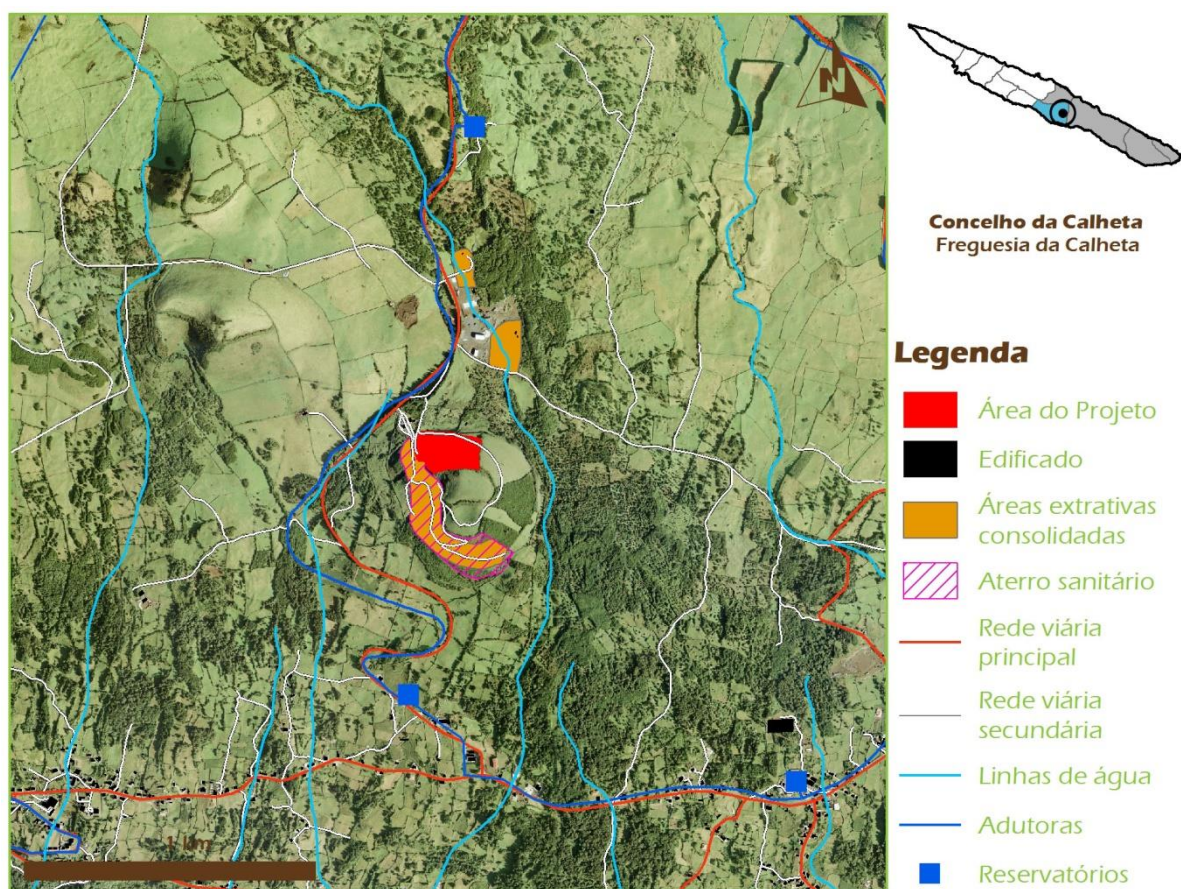 N
Concelho da Calheta
Freguesia da Calheta
Legenda
Área do Projeto
Edificado
Áreas extrativas
consolidadas
Aterro sanitário
Rede viária
principal
Rede viária
secundária
Linhas de água
Adutoras
Reservatórios
1 km